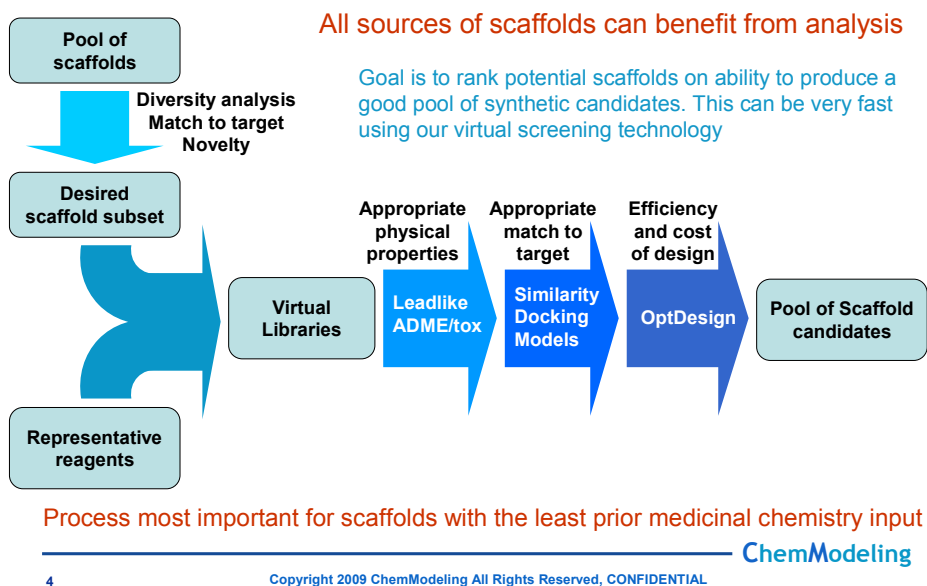 All sources of scaffolds can benefit from analysis
Pool of
scaffolds
Goal is to rank potential scaffolds on ability to produce a
good pool of synthetic candidates. This can be very fast
using our virtual screening technology
Diversity analysis
Match to target
Novelty
Desired
scaffold subset
Representative
reagents
Virtual
Libraries
Appropriate
physical
properties
Leadlike
ADME/tox
Appropriate
match to
target
Similarity
Docking
Models
Efficiency
and cost
of design
OptDesign
Pool of Scaffold
candidates
Process most important for scaffolds with the least prior medicinal chemistry input
ChemModeling
4
Copyright 2009 ChemModeling All Rights Reserved, CONFIDENTIAL